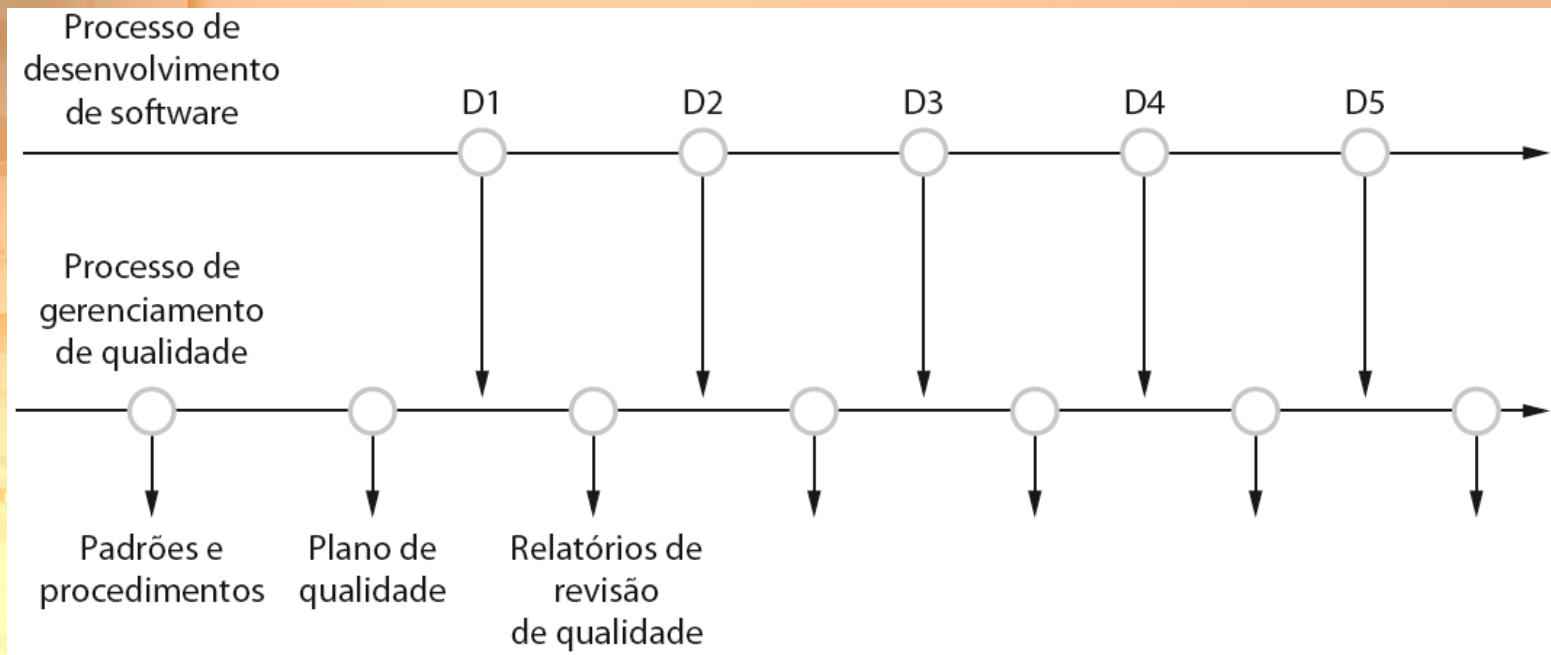 Processo de
desenvolvimento
de software
D1
D2
D3
D4
D5
Processo de
gerenciamento
de qualidade
Padrões e
procedimentos
Plano de
qualidade
Relatórios de
revisão
de qualidade